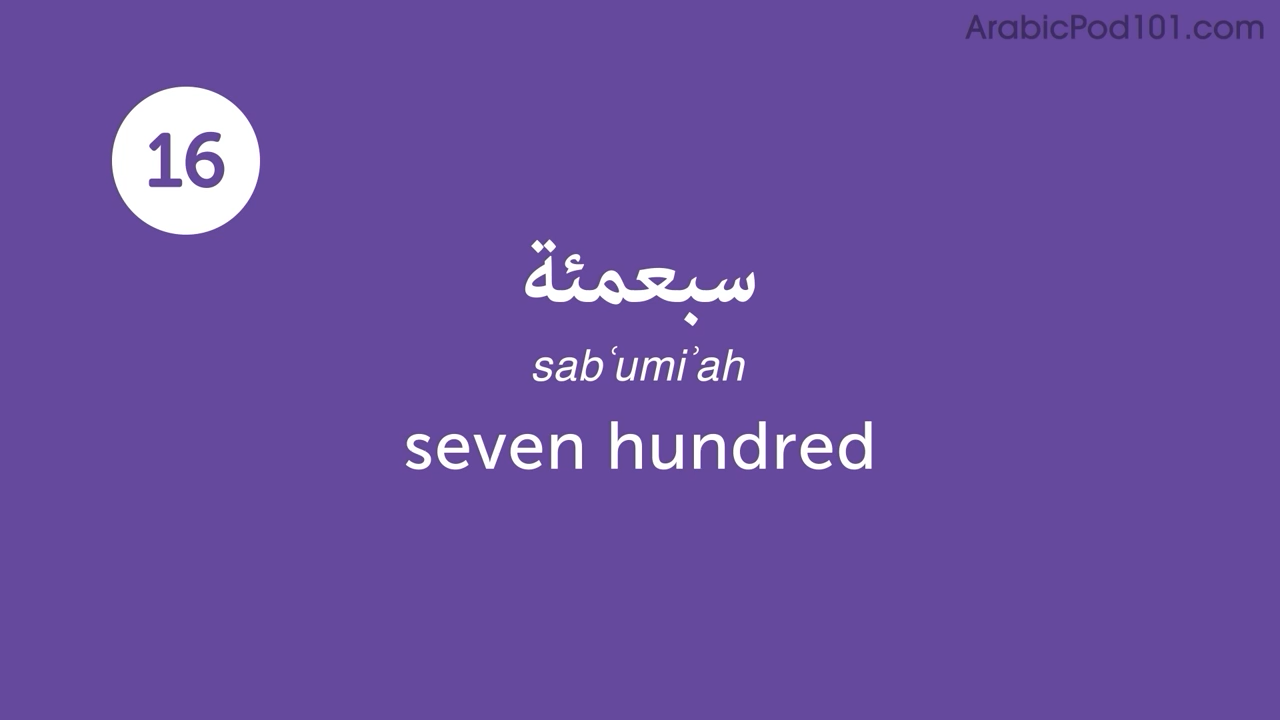 ArabicPod101.com
16
سبعمئة
sabʿumiʾah
seven hundred